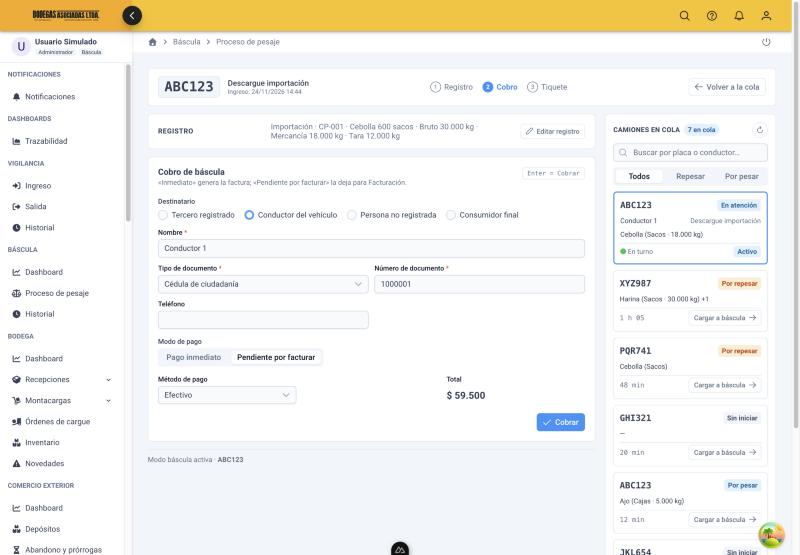 BODEGAS ASOCIADAS LTDA.
U
Usuario Simulado
Administrador
Báscula
NOTIFICACIONES
Notificaciones
DASHBOARDS
Trazabilidad
VIGILANCIA
Ingreso
Salida
Historial
BÁSCULA
Dashboard
Proceso de pesaje
Historial
BODEGA
Dashboard
Recepciones
Montacargas
Órdenes de cargue
Inventario
Novedades
COMERCIO EXTERIOR
Dashboard
Depósitos
Abandono y prórrogas
Báscula
Proceso de pesaje
ABC123
Descargue importación
Ingreso: 24/11/2026 14:44
1 Registro
2 Cobro
3 Tiquete
Volver a la cola
REGISTRO
Importación · CP-001 · Cebolla 600 sacos · Bruto 30.000 kg ·
Mercancía 18.000 kg · Tara 12.000 kg
Editar registro
Cobro de báscula
«Inmediato» genera la factura; «Pendiente por facturar» la deja para Facturación.
Enter = Cobrar
Destinatario
Tercero registrado
Conductor del vehículo
Persona no registrada
Consumidor final
Nombre *
Conductor 1
Tipo de documento *
Número de documento *
Cédula de ciudadanía
1000001
Teléfono
Modo de pago
Pago inmediato
Pendiente por facturar
Método de pago
Total
Efectivo
$ 59.500
Cobrar
Modo báscula activa · ABC123
CAMIONES EN COLA
7 en cola
Buscar por placa o conductor...
Todos
Repesar
Por pesar
ABC123
En atención
Conductor 1
Descargue importación
Cebolla (Sacos · 18.000 kg)
En turno
Activo
XYZ987
Por repesar
Harina (Sacos · 30.000 kg) +1
1 h 05
Cargar a báscula
PQR741
Por repesar
Cebolla (Sacos)
48 min
Cargar a báscula
GHI321
Sin iniciar
—
20 min
Cargar a báscula
ABC123
Por pesar
Ajo (Cajas · 5.000 kg)
12 min
Cargar a báscula
JKL654
Sin iniciar